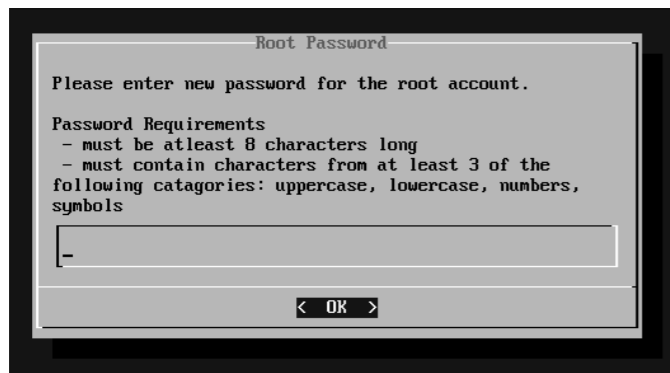 Root Password
Please enter new password for the root account.
Password Requirements
- must be atleast 8 characters long
- must contain characters from at least 3 of the
following catagories: uppercase, lowercase, numbers,
symbols
< OK >